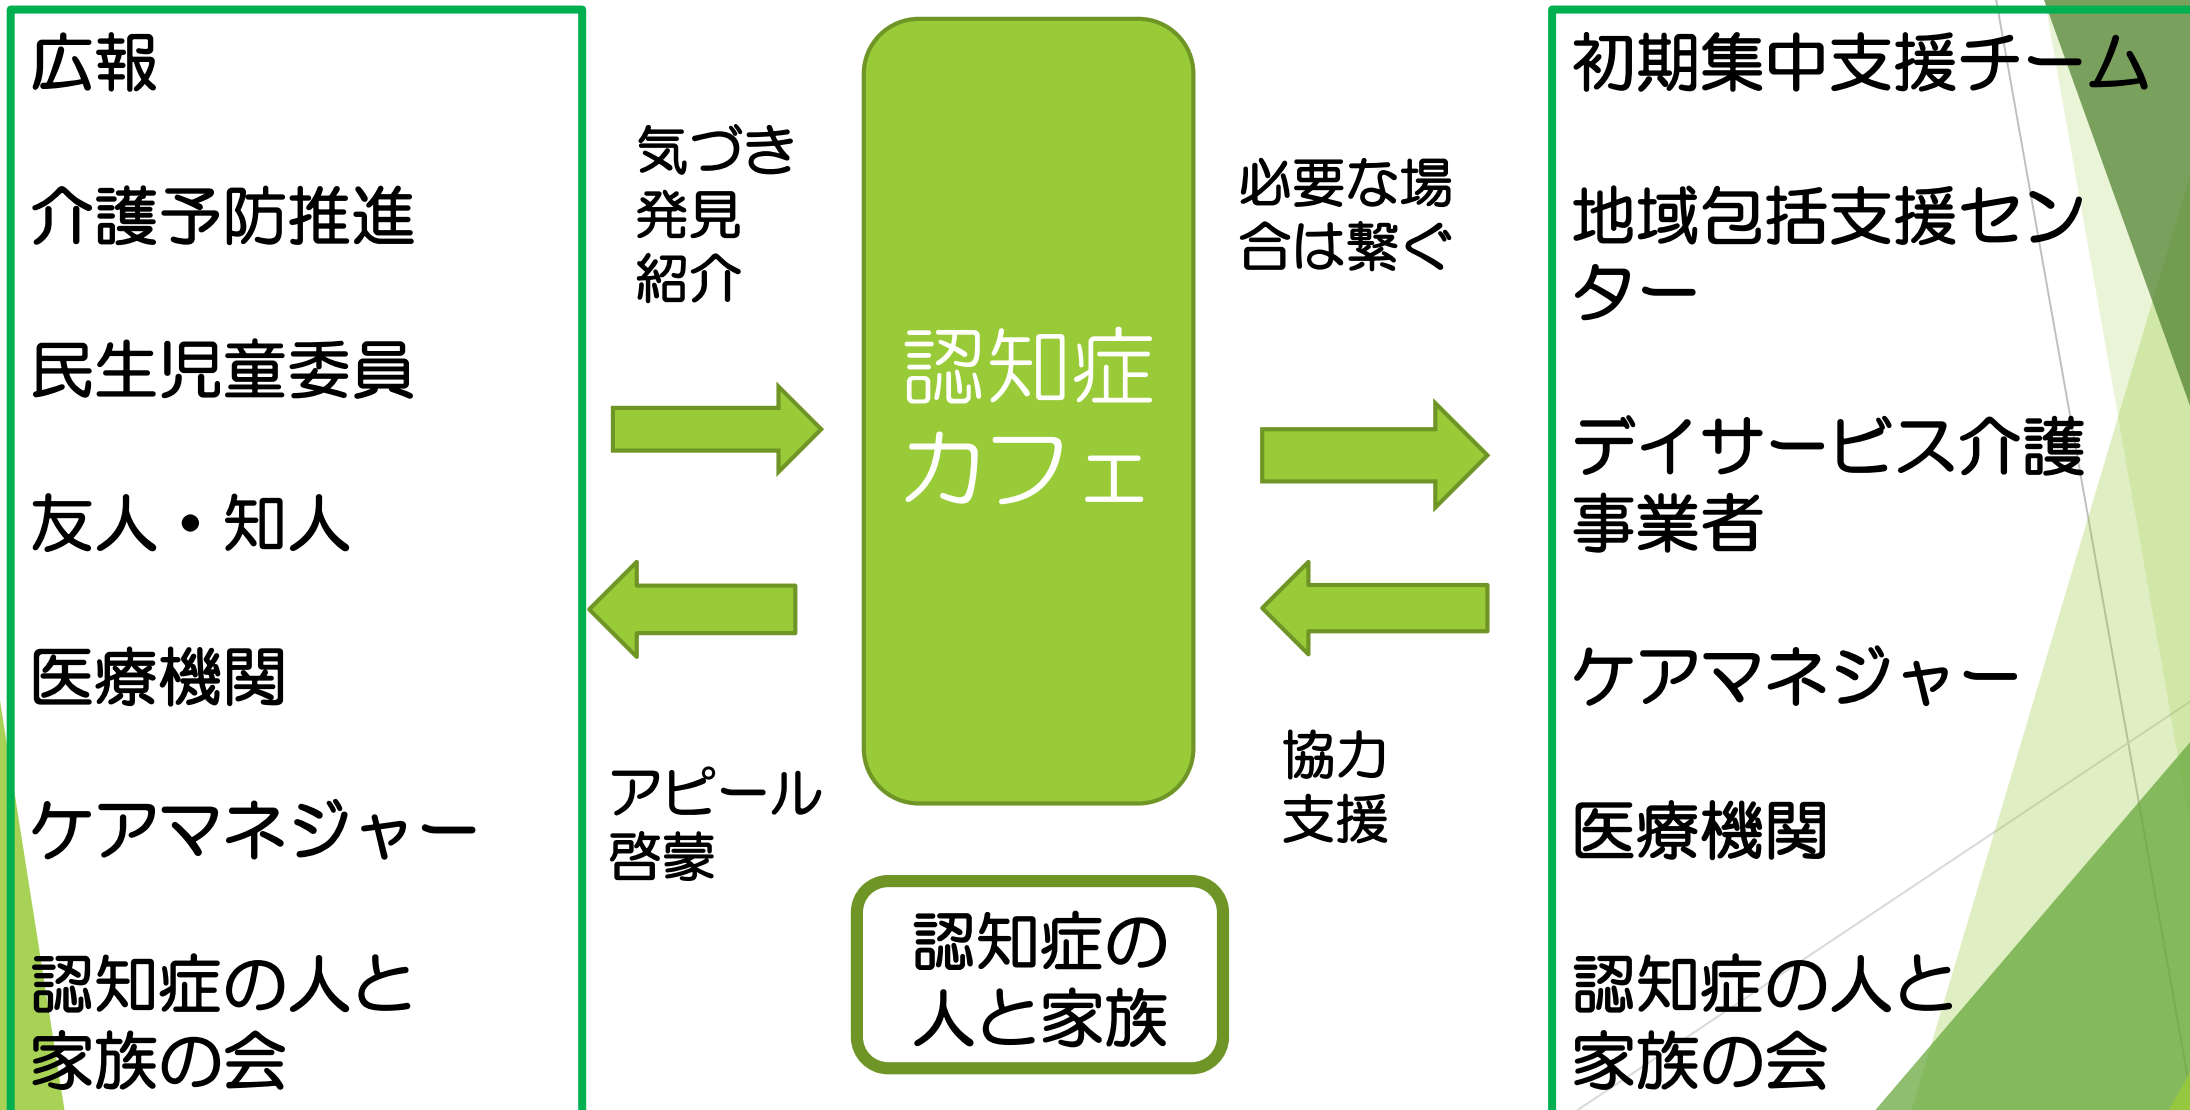 広報
介護予防推進
民生児童委員
友人・知人
医療機関
ケアマネジャー
認知症の人と
家族の会
気づき
発見
紹介
アピール
啓蒙
認知症
カフェ
認知症の
人と家族
必要な場
合は繋ぐ
協力
支援
初期集中支援チーム
地域包括支援セン
ター
デイサービス介護
事業者
ケアマネジャー
医療機関
認知症の人と
家族の会